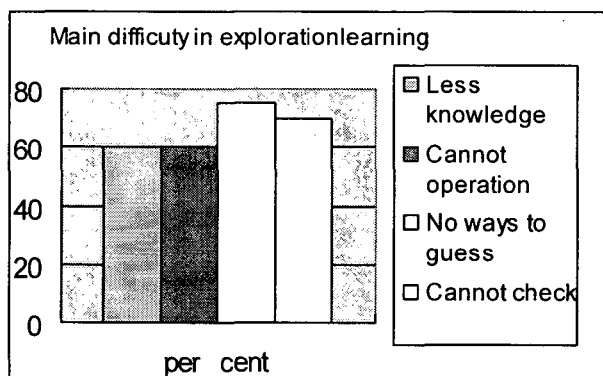 Main difficuty in explorationlearning
80
60
40
20
0
per cent
Less
knowledge
Cannot
operation
No ways to
guess
Cannot check